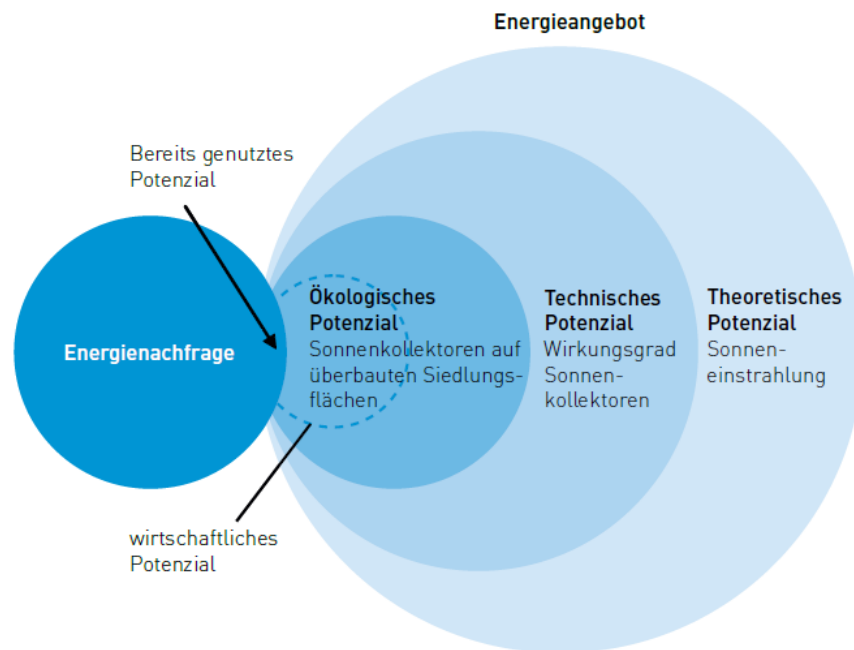 Energieangebot
Bereits genutztes
Potenzial
Energienachfrage
Ökologisches
Potenzial
Sonnenkollektoren auf
überbauten Siedlungs-
flächen
Technisches
Potenzial
Wirkungsgrad
Sonnen-
kollektoren
Theoretisches
Potenzial
Sonnen-
einstrahlung
wirtschaftliches
Potenzial